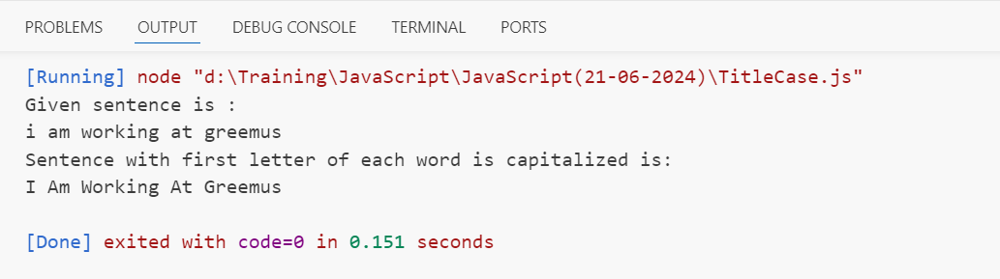 PROBLEMS OUTPUT DEBUG CONSOLE TERMINAL PORTS
[Running] node "d:\Training\JavaScript\JavaScript(21-06-2024)\TitleCase.js"
Given sentence is :
i am working at greemus
Sentence with first letter of each word is capitalized is:
I Am Working At Greemus
[Done] exited with code=0 in 0.151 seconds